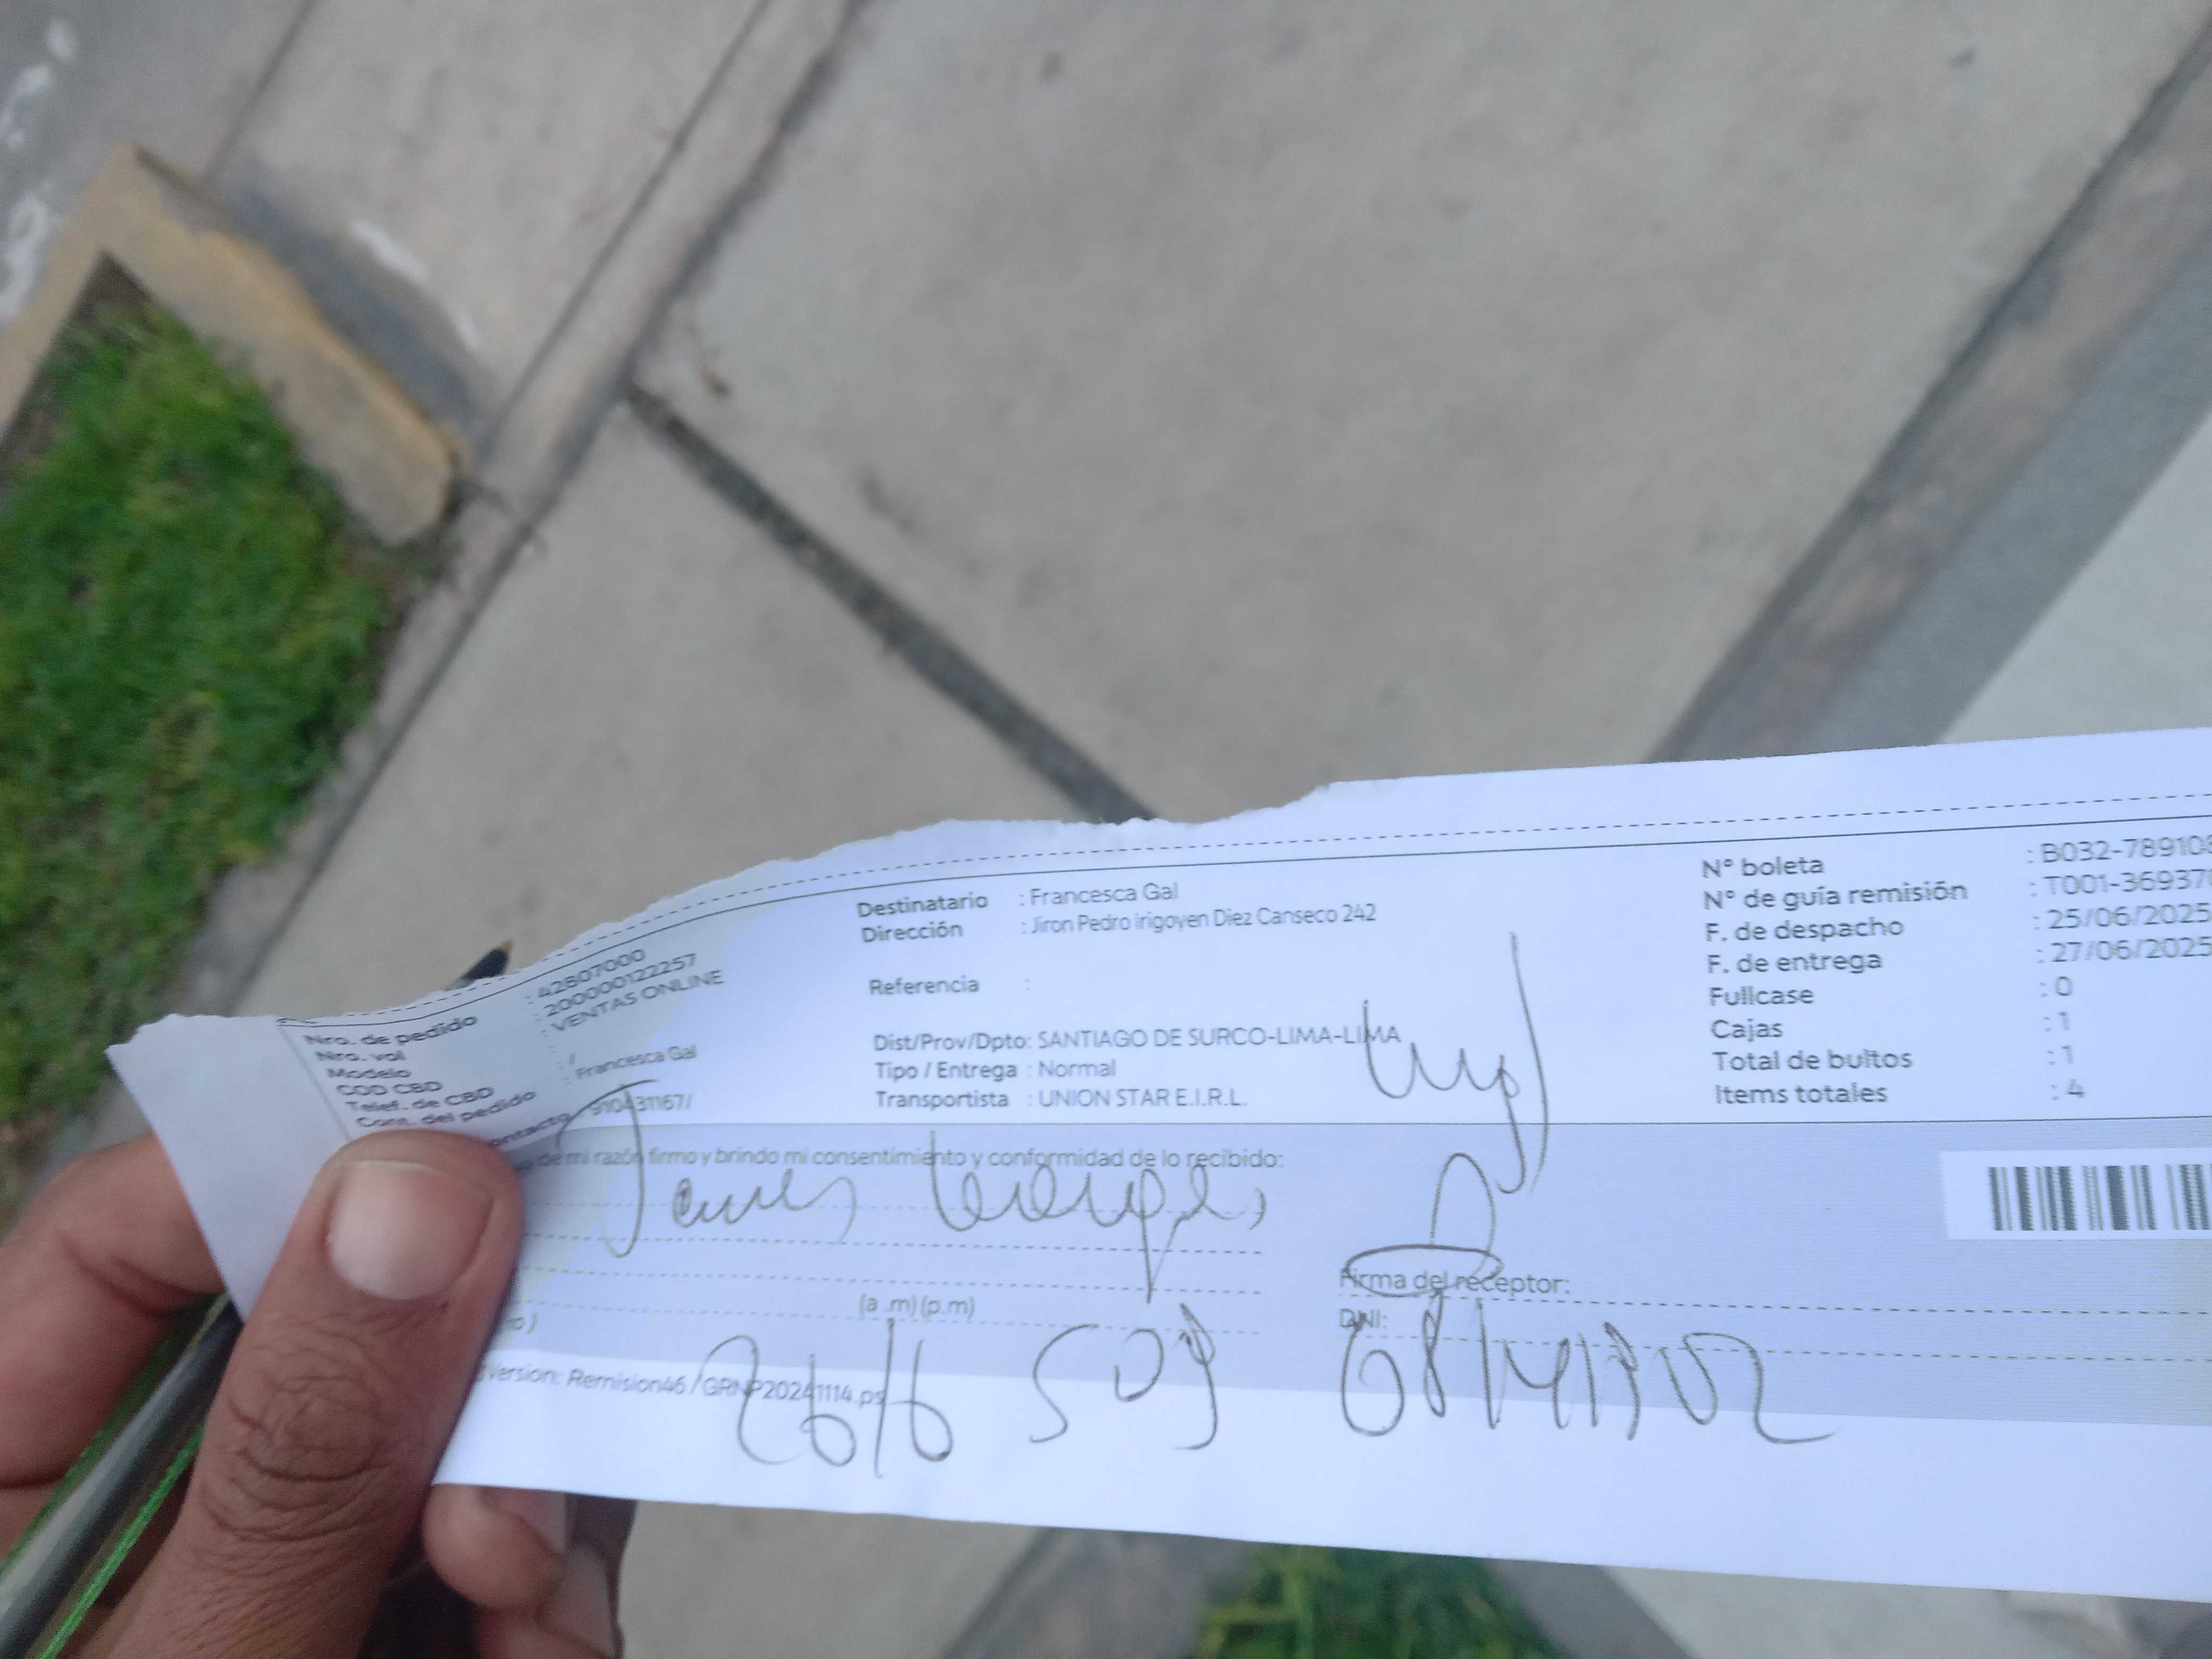 Nro. de pedido : 42807000
Nro. vol : 200000122257
Modelo : VENTAS ONLINE
COD CBD :
Telef. de CBD : /
Cont. del pedido : Francesca Gal
ontacto : 910431167/
Destinatario : Francesca Gal
Dirección : Jiron Pedro irigoyen Diez Canseco 242
Referencia :
Dist/Prov/Dpto: SANTIAGO DE SURCO-LIMA-LIMA
Tipo / Entrega : Normal
Transportista : UNION STAR E.I.R.L.
N° boleta : B032-78910
N° de guía remisión : T001-36937
F. de despacho : 25/06/2025
F. de entrega : 27/06/2025
Fullcase : 0
Cajas : 1
Total de bultos : 1
Items totales : 4
de mi razón firmo y brindo mi consentimiento y conformidad de lo recibido:
Firma del receptor:
(a .m) (p.m)
DNI:
26/6 509
Version: Remision46 / GRNP20241114.ps